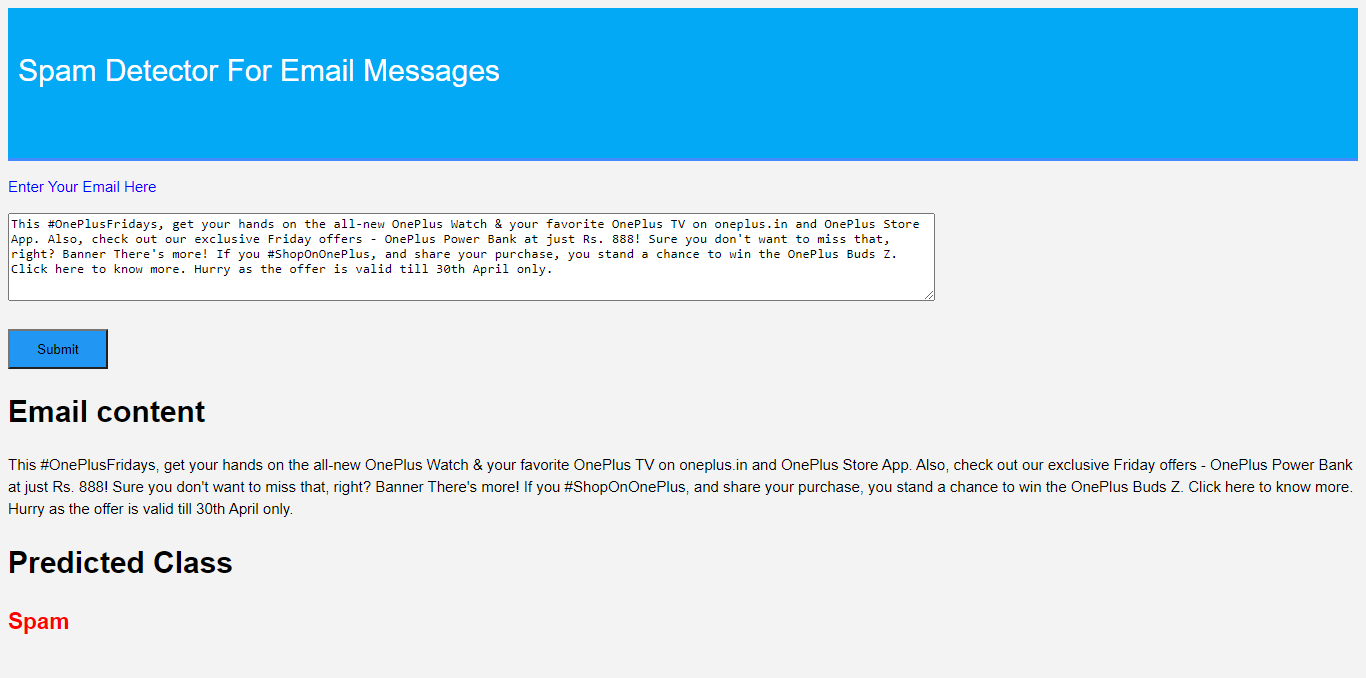 Spam Detector For Email Messages
Enter Your Email Here
This #OnePlusFridays, get your hands on the all-new OnePlus Watch & your favorite OnePlus TV on oneplus.in and OnePlus Store
App. Also, check out our exclusive Friday offers - OnePlus Power Bank at just Rs. 888! Sure you don't want to miss that,
right? Banner There's more! If you #ShopOnOnePlus, and share your purchase, you stand a chance to win the OnePlus Buds Z.
Click here to know more. Hurry as the offer is valid till 30th April only.
Submit
Email content
This #OnePlusFridays, get your hands on the all-new OnePlus Watch & your favorite OnePlus TV on oneplus.in and OnePlus Store App. Also, check out our exclusive Friday offers - OnePlus Power Bank
at just Rs. 888! Sure you don't want to miss that, right? Banner There's more! If you #ShopOnOnePlus, and share your purchase, you stand a chance to win the OnePlus Buds Z. Click here to know more.
Hurry as the offer is valid till 30th April only.
Predicted Class
Spam